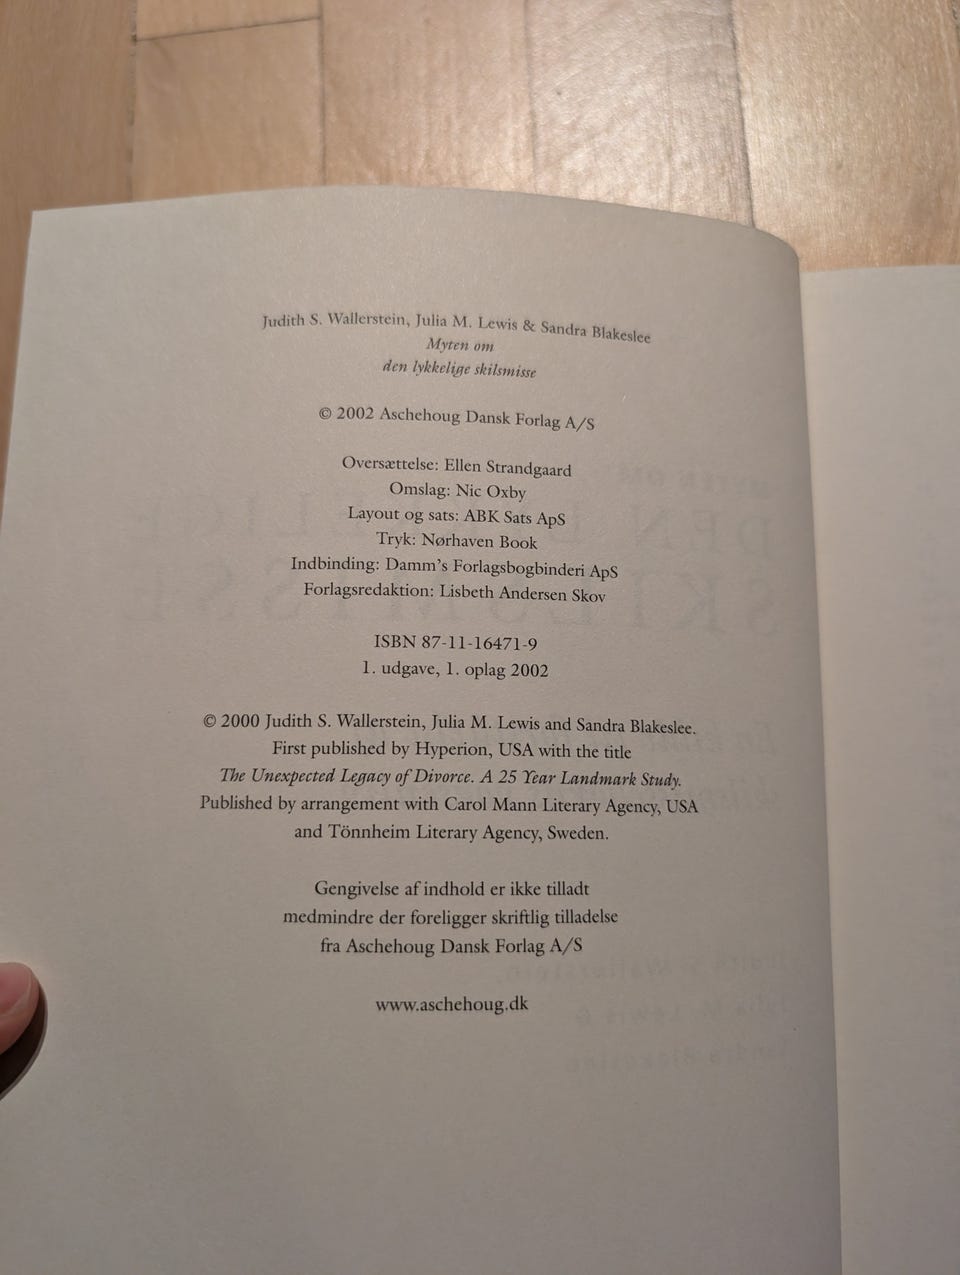 Judith S. Wallerstein, Julia M. Lewis & Sandra Blakeslee
Myten om
den lykkelige skilsmisse
© 2002 Aschehoug Dansk Forlag A/S
Oversættelse: Ellen Strandgaard
Omslag: Nic Oxby
Layout og sats: ABK Sats ApS
Tryk: Nørhaven Book
Indbinding: Damm's Forlagsbogbinderi ApS
Forlagsredaktion: Lisbeth Andersen Skov
ISBN 87-11-16471-9
1. udgave, 1. oplag 2002
© 2000 Judith S. Wallerstein, Julia M. Lewis and Sandra Blakeslee.
First published by Hyperion, USA with the title
The Unexpected Legacy of Divorce. A 25 Year Landmark Study.
Published by arrangement with Carol Mann Literary Agency, USA
and Tönnheim Literary Agency, Sweden.
Gengivelse af indhold er ikke tilladt
medmindre der foreligger skriftlig tilladelse
fra Aschehoug Dansk Forlag A/S
www.aschehoug.dk